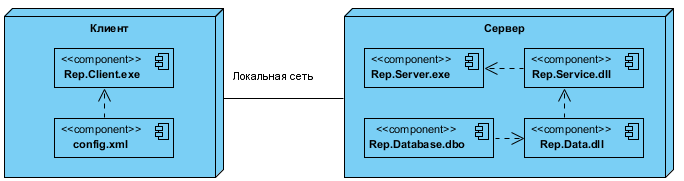 Клиент
<<component>>
Rep.Client.exe
<<component>>
config.xml
Локальная сеть
Сервер
<<component>>
Rep.Server.exe
<<component>>
Rep.Service.dll
<<component>>
Rep.Database.dbo
<<component>>
Rep.Data.dll